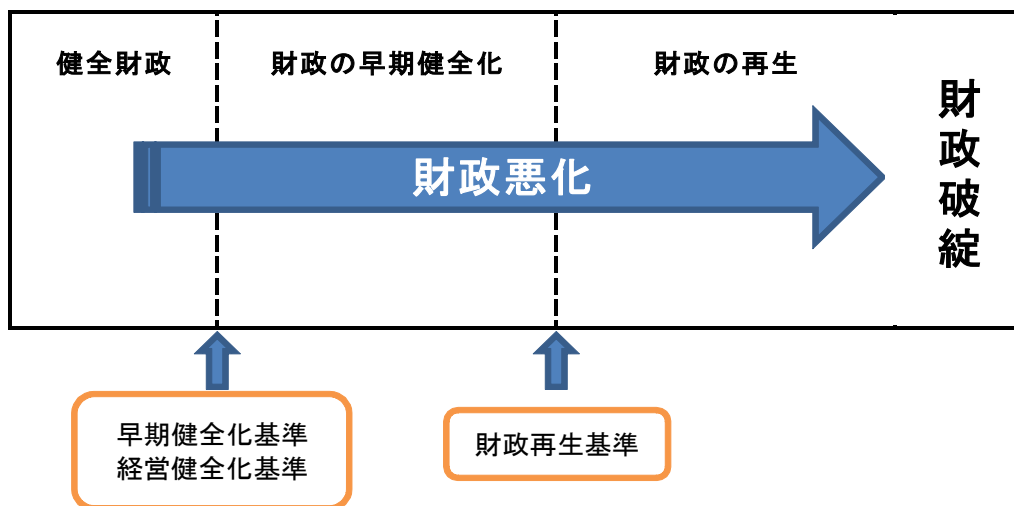 健全財政
財政の早期健全化
財政の再生
財政悪化
財政破綻
早期健全化基準
経営健全化基準
財政再生基準